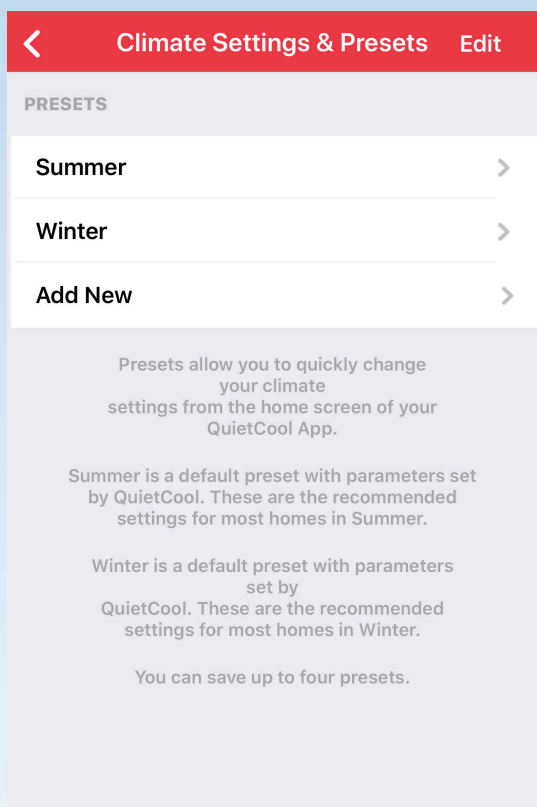 Climate Settings & Presets Edit
PRESETS
Summer
Winter
Add New
Presets allow you to quickly change
your climate
settings from the home screen of your
QuietCool App.
Summer is a default preset with parameters set
by QuietCool. These are the recommended
settings for most homes in Summer.
Winter is a default preset with parameters
set by
QuietCool. These are the recommended
settings for most homes in Winter.
You can save up to four presets.